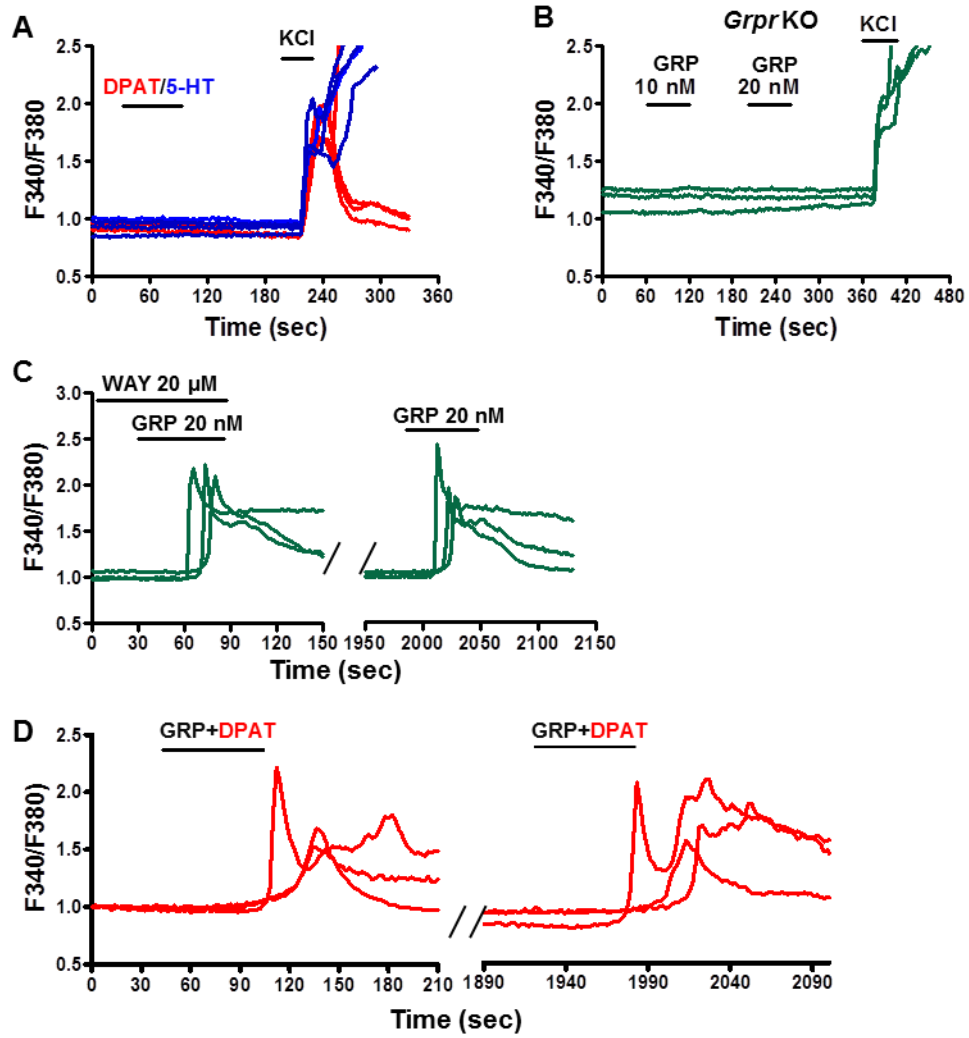 A
KCl
DPAT/5-HT
F340/F380
2.5
2.0
1.5
1.0
0.5
0 60 120 180 240 300 360
Time (sec)
B
Grpr KO
KCl
GRP GRP
10 nM 20 nM
F340/F380
2.5
2.0
1.5
1.0
0.5
0 60 120 180 240 300 360 420 480
Time (sec)
C
WAY 20 µM
GRP 20 nM
GRP 20 nM
F340/F380)
3.0
2.5
2.0
1.5
1.0
0.5
0 30 60 90 120 150
1950 2000 2050 2100 2150
Time (sec)
D
GRP+DPAT
GRP+DPAT
F340/F380)
2.5
2.0
1.5
1.0
0.5
0 30 60 90 120 150 180 210
1890 1940 1990 2040 2090
Time (sec)